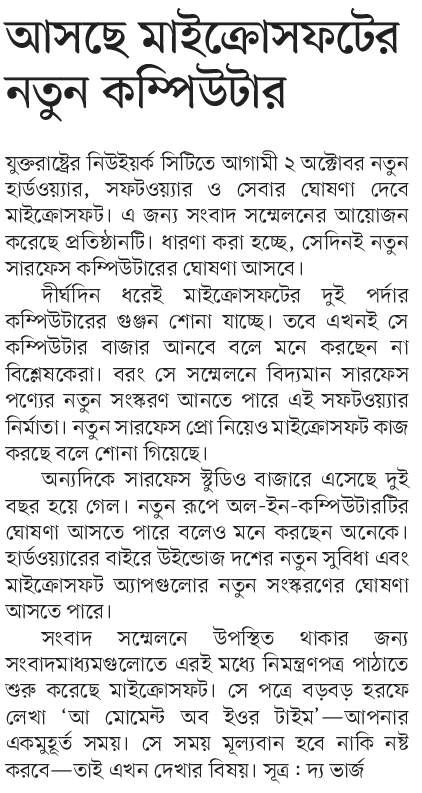 আসছে মাইক্রোসফটের
নতুন কম্পিউটার
যুক্তরাষ্ট্রের নিউইয়র্ক সিটিতে আগামী ২ অক্টোবর নতুন
হার্ডওয়্যার, সফটওয়্যার ও সেবার ঘোষণা দেবে
মাইক্রোসফট। এ জন্য সংবাদ সম্মেলনের আয়োজন
করেছে প্রতিষ্ঠানটি। ধারণা করা হচ্ছে, সেদিনই নতুন
সারফেস কম্পিউটারের ঘোষণা আসবে।
দীর্ঘদিন ধরেই মাইক্রোসফটের দুই পর্দার
কম্পিউটারের গুঞ্জন শোনা যাচ্ছে। তবে এখনই সে
কম্পিউটার বাজার আনবে বলে মনে করছেন না
বিশ্লেষকেরা। বরং সে সম্মেলনে বিদ্যমান সারফেস
পণ্যের নতুন সংস্করণ আনতে পারে এই সফটওয়্যার
নির্মাতা। নতুন সারফেস প্রো নিয়েও মাইক্রোসফট কাজ
করছে বলে শোনা গিয়েছে।
অন্যদিকে সারফেস স্টুডিও বাজারে এসেছে দুই
বছর হয়ে গেল। নতুন রূপে অল-ইন-কম্পিউটারটির
ঘোষণা আসতে পারে বলেও মনে করছেন অনেকে।
হার্ডওয়্যারের বাইরে উইন্ডোজ দশের নতুন সুবিধা এবং
মাইক্রোসফট অ্যাপগুলোর নতুন সংস্করণের ঘোষণা
আসতে পারে।
সংবাদ সম্মেলনে উপস্থিত থাকার জন্য
সংবাদমাধ্যমগুলোতে এরই মধ্যে নিমন্ত্রণপত্র পাঠাতে
শুরু করেছে মাইক্রোসফট। সে পত্রে বড়বড় হরফে
লেখা ‘আ মোমেন্ট অব ইওর টাইম’—আপনার
একমুহূর্ত সময়। সে সময় মূল্যবান হবে নাকি নষ্ট
করবে—তাই এখন দেখার বিষয়। সূত্র : দ্য ভার্জ